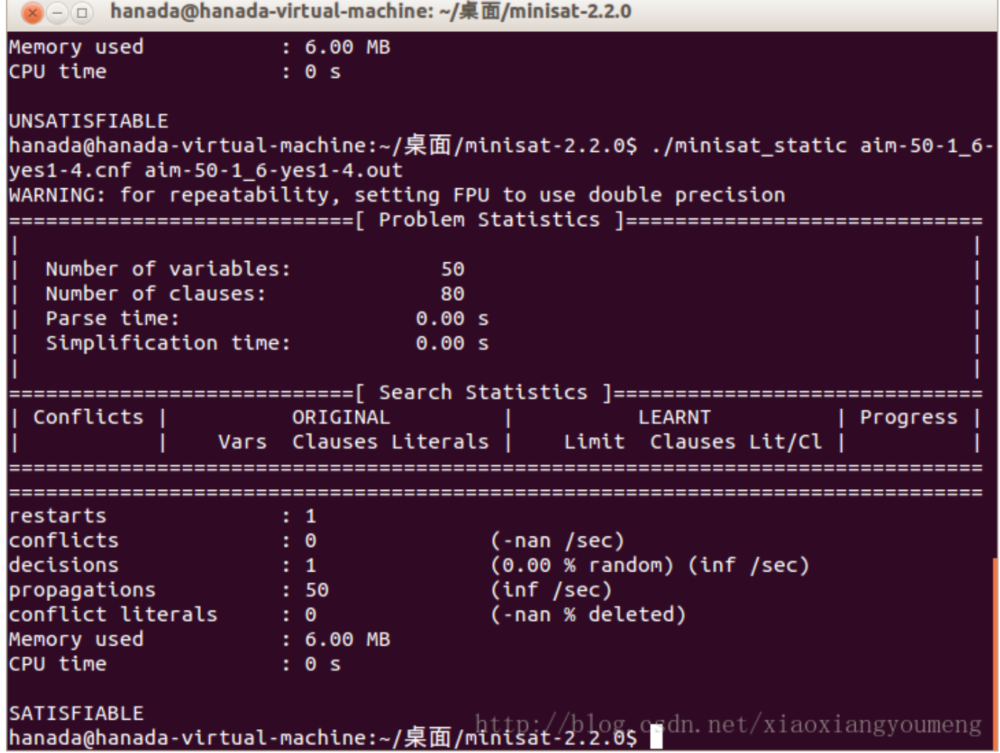 hanada@hanada-virtual-machine: ~/桌面/minisat-2.2.0
Memory used           : 6.00 MB
CPU time              : 0 s
UNSATISFIABLE
hanada@hanada-virtual-machine:~/桌面/minisat-2.2.0$ ./minisat_static aim-50-1_6-
yes1-4.cnf aim-50-1_6-yes1-4.out
WARNING: for repeatability, setting FPU to use double precision
============================[ Problem Statistics ]=============================
|                                                                             |
|  Number of variables:            50                                         |
|  Number of clauses:              80                                         |
|  Parse time:                   0.00 s                                       |
|  Simplification time:          0.00 s                                       |
|                                                                             |
============================[ Search Statistics ]==============================
| Conflicts |          ORIGINAL         |          LEARNT          | Progress |
|           |    Vars  Clauses Literals |    Limit  Clauses Lit/Cl |          |
===============================================================================
===============================================================================
restarts              : 1
conflicts             : 0              (-nan /sec)
decisions             : 1              (0.00 % random) (inf /sec)
propagations          : 50             (inf /sec)
conflict literals     : 0              (-nan % deleted)
Memory used           : 6.00 MB
CPU time              : 0 s
SATISFIABLE
hanada@hanada-virtual-machine:~/桌面/minisat-2.2.0$
http://blog.csdn.net/xiaoxiangyoumeng